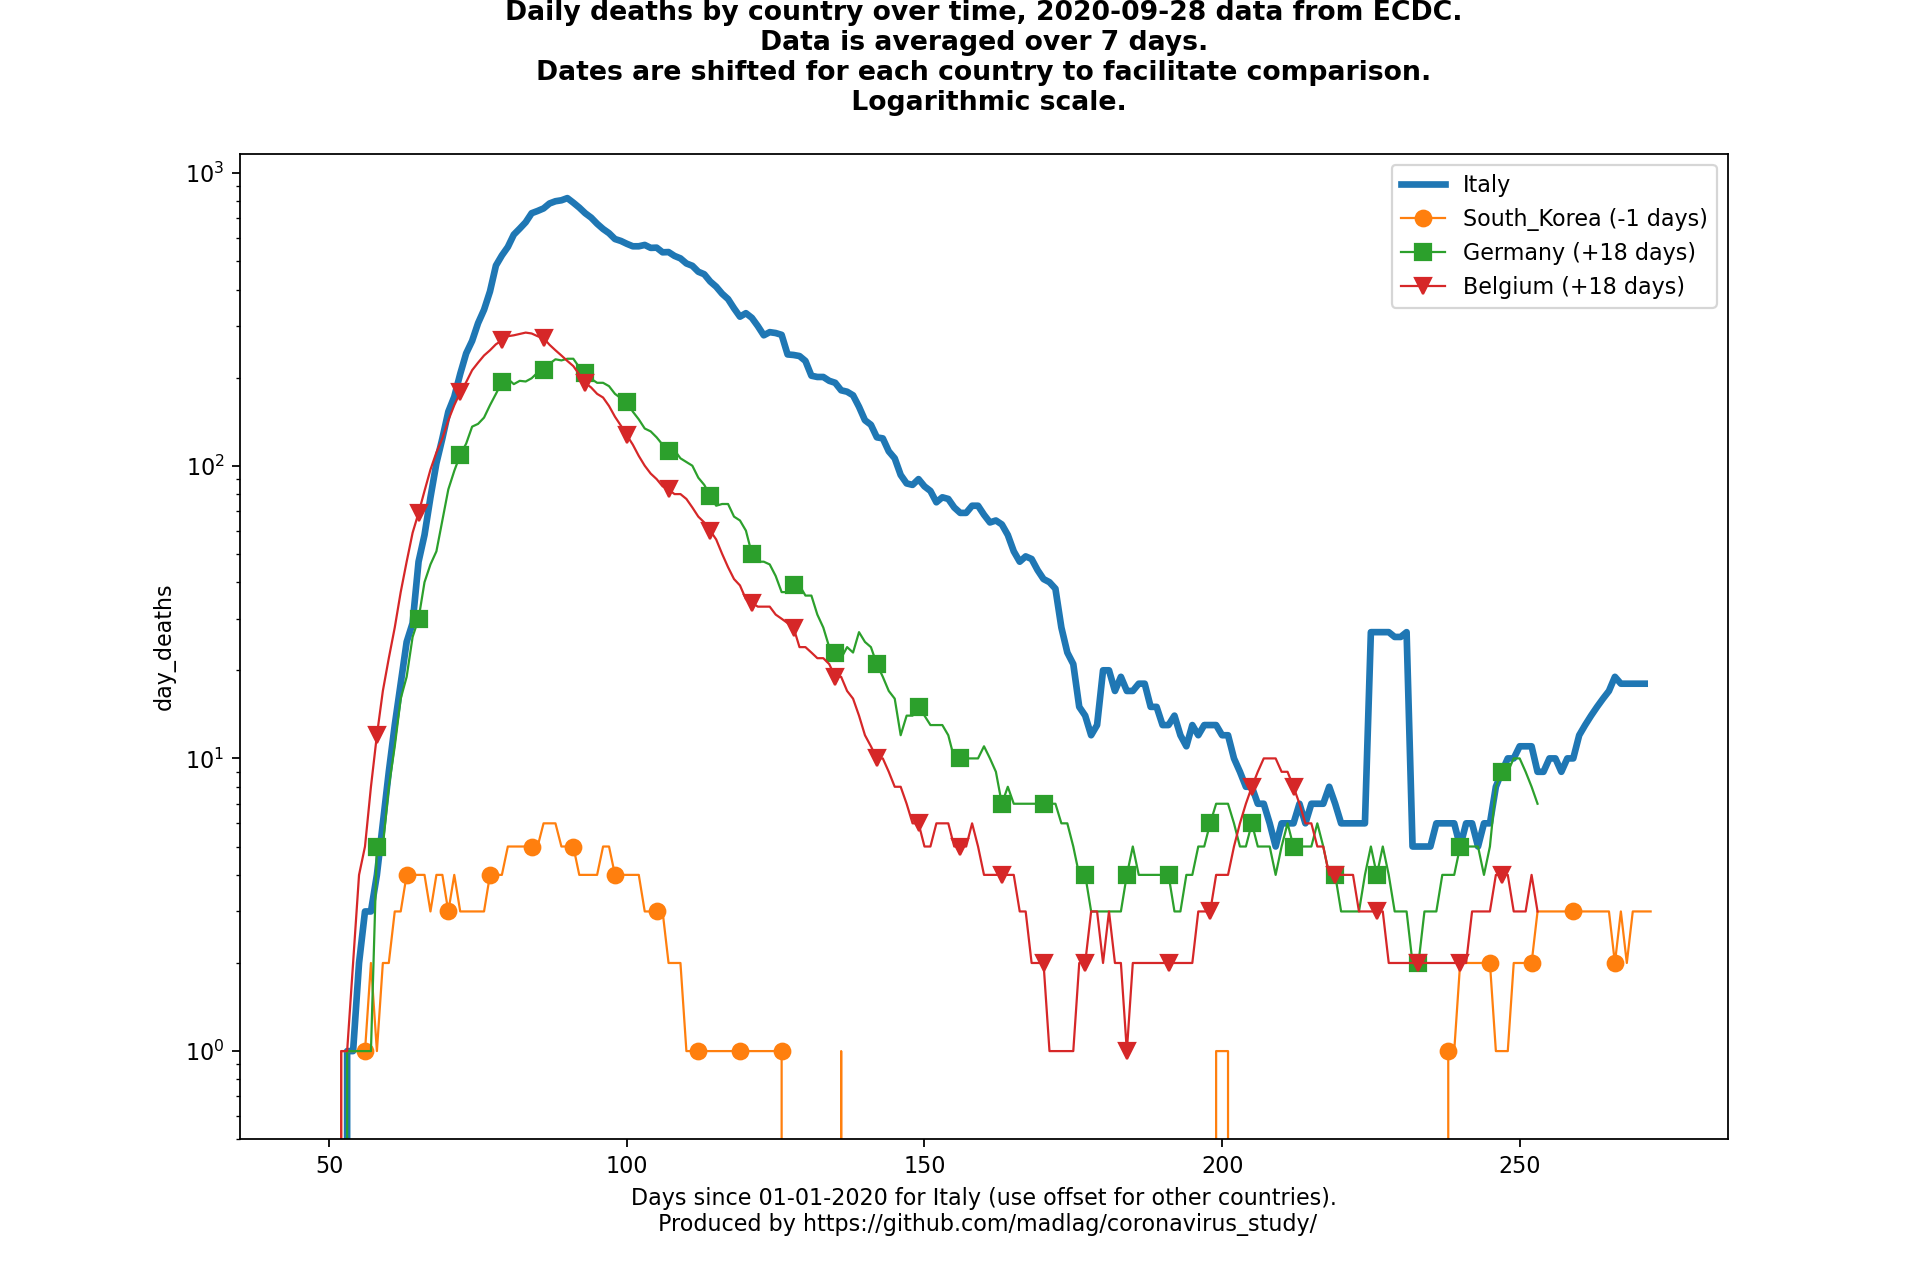 Daily deaths by country over time, 2020-09-28 data from ECDC.
Data is averaged over 7 days.
Dates are shifted for each country to facilitate comparison.
Logarithmic scale.
10³
10²
10¹
10⁰
day_deaths
Italy
South_Korea (-1 days)
Germany (+18 days)
Belgium (+18 days)
50 100 150 200 250
Days since 01-01-2020 for Italy (use offset for other countries).
Produced by https://github.com/madlag/coronavirus_study/